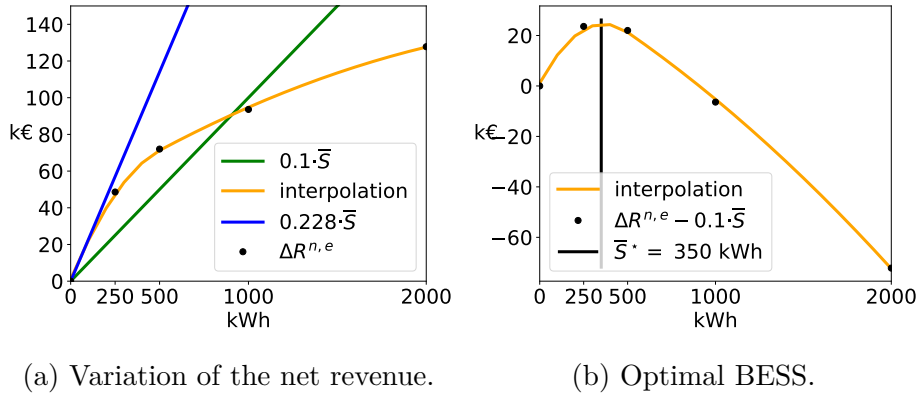 140
120
100
k€
80
60
40
20
0
0
250
500
1000
2000
kWh
0.1·S̅
interpolation
0.228·S̅
ΔRⁿ,ᵉ
(a) Variation of the net revenue.
20
0
k€
−20
−40
−60
0
250
500
1000
2000
kWh
interpolation
ΔRⁿ,ᵉ − 0.1·S̅
S̅⋆ = 350 kWh
(b) Optimal BESS.